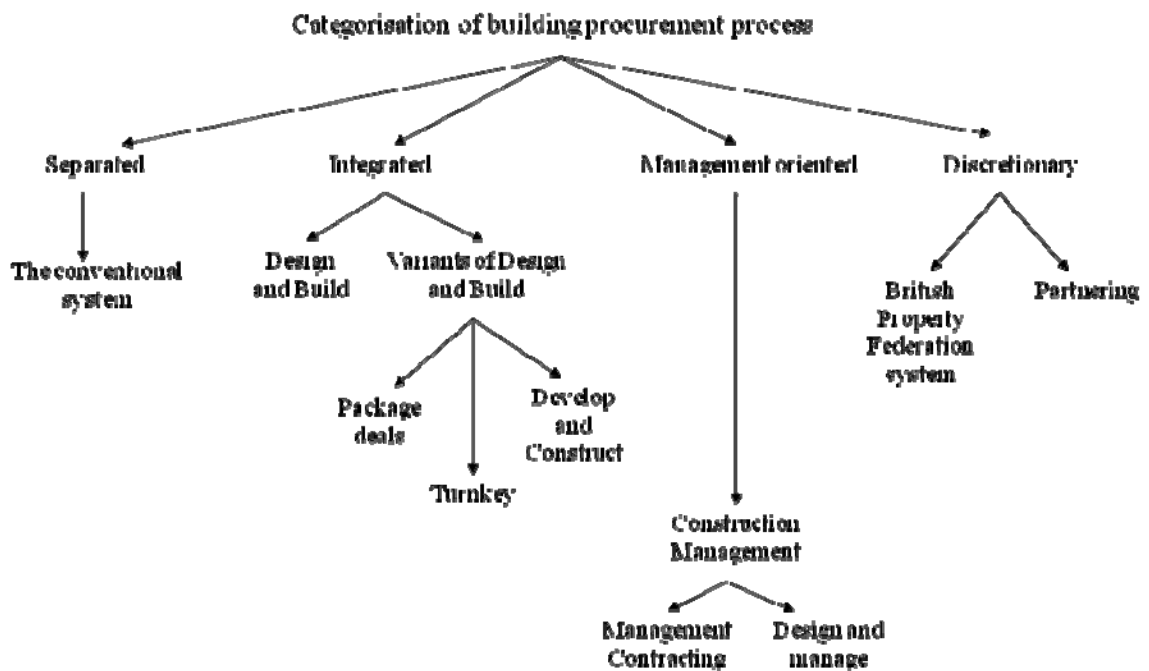 Categorisation of building procurement process
Separated
Integrated
Management oriented
Discretionary
The conventional
system
Design
and Build
Variants of Design
and Build
British
Property
Federation
system
Partnering
Package
deals
Develop
and
Construct
Turnkey
Construction
Management
Management
Contracting
Design and
manage